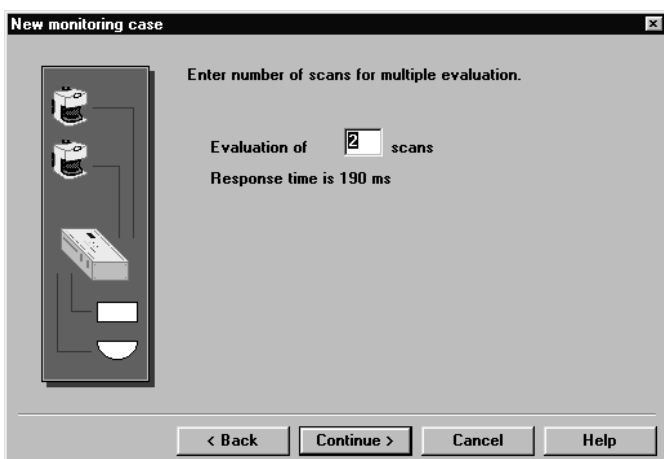 New monitoring case
Enter number of scans for multiple evaluation.
Evaluation of 2 scans
Response time is 190 ms
< Back Continue > Cancel Help